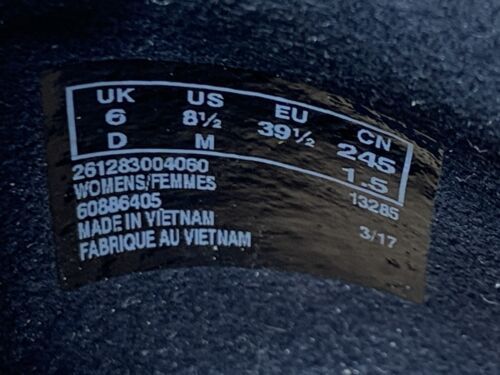 UK US EU CN
6 8½ 39½ 245
D M 1.5
261283004060 13285
WOMENS/FEMMES
60886405
MADE IN VIETNAM 3/17
FABRIQUE AU VIETNAM